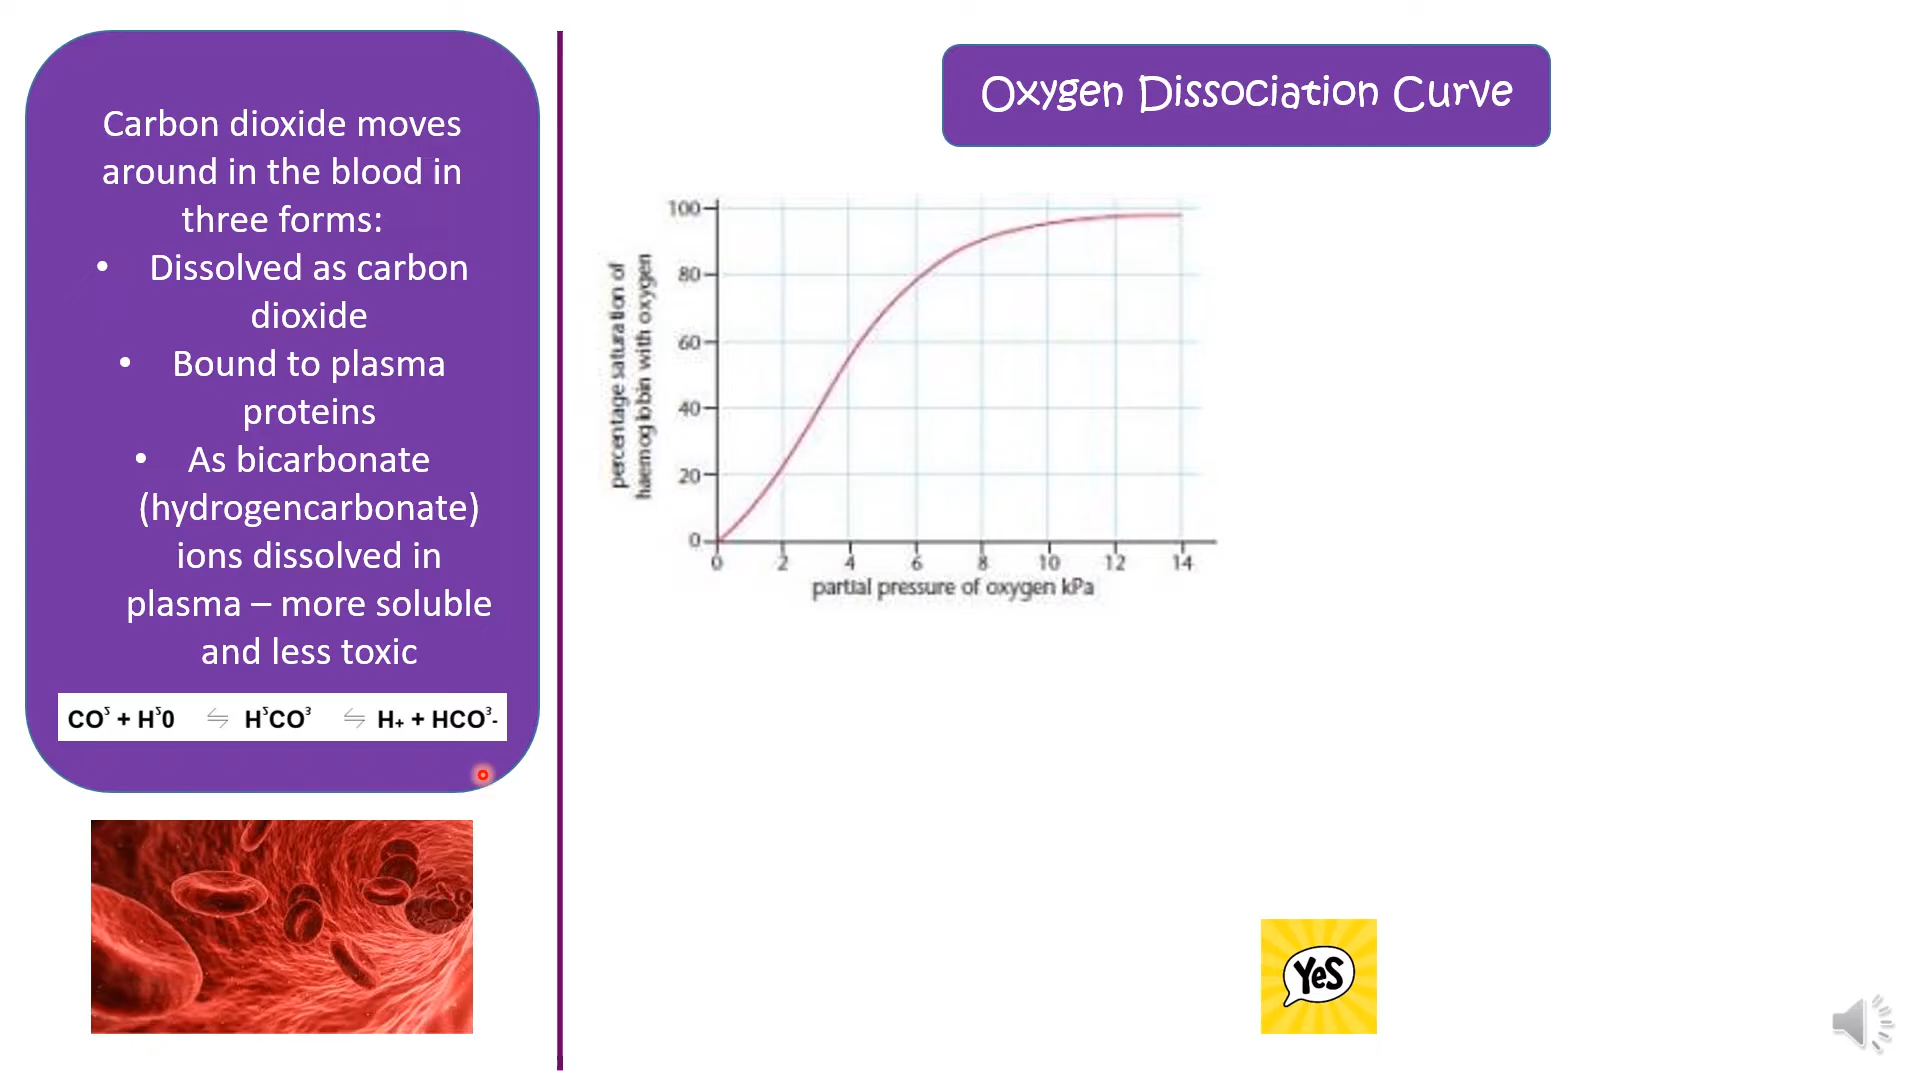 Carbon dioxide moves
around in the blood in
three forms:
• Dissolved as carbon
dioxide
• Bound to plasma
proteins
• As bicarbonate
(hydrogencarbonate)
ions dissolved in
plasma – more soluble
and less toxic
CO² + H²0 ⇋ H²CO³ ⇋ H₊ + HCO³-
Oxygen Dissociation Curve
percentage saturation of
haemoglobin with oxygen
100
80
60
40
20
0
0 2 4 6 8 10 12 14
partial pressure of oxygen kPa
YeS